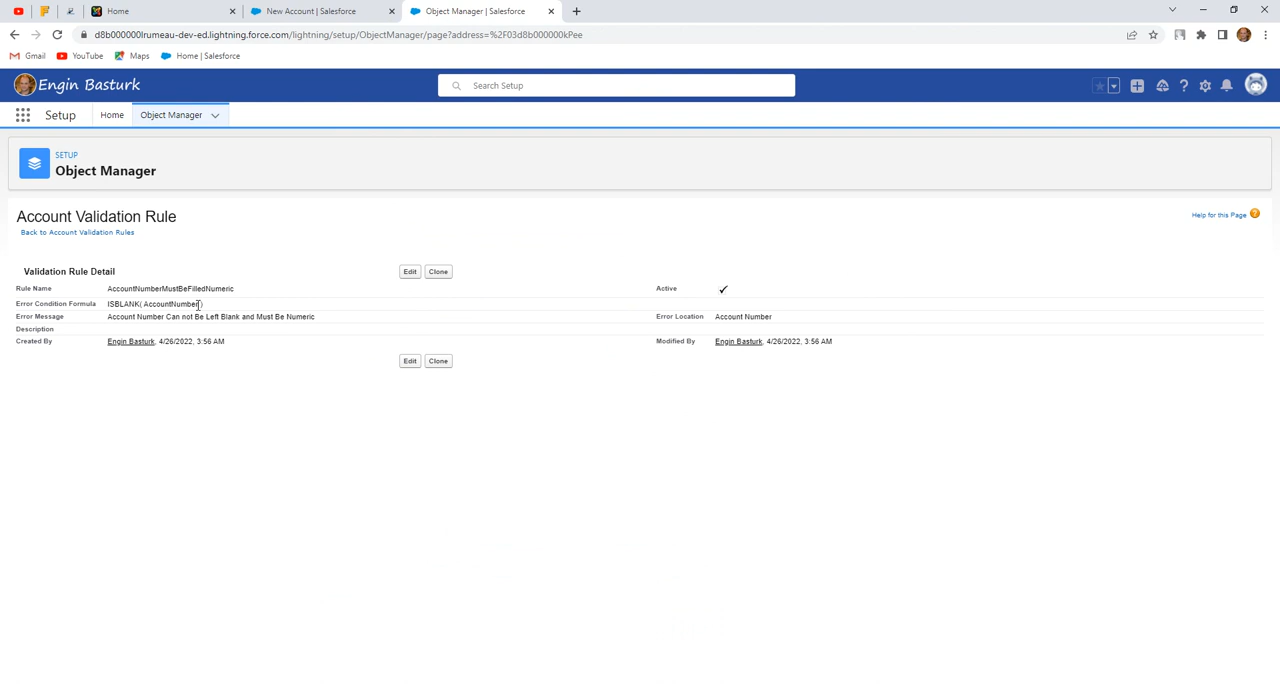 Home
New Account | Salesforce
Object Manager | Salesforce
d8b000000lrumeau-dev-ed.lightning.force.com/lightning/setup/ObjectManager/page?address=%2F03d8b000000kPee
Gmail YouTube Maps Home | Salesforce
Engin Basturk
Search Setup
Setup Home Object Manager
SETUP
Object Manager
Account Validation Rule
Help for this Page
Back to Account Validation Rules
Validation Rule Detail
Edit Clone
Rule Name AccountNumberMustBeFilledNumeric Active
Error Condition Formula ISBLANK( AccountNumber )
Error Message Account Number Can not Be Left Blank and Must Be Numeric Error Location Account Number
Description
Created By Engin Basturk, 4/26/2022, 3:56 AM Modified By Engin Basturk, 4/26/2022, 3:56 AM
Edit Clone